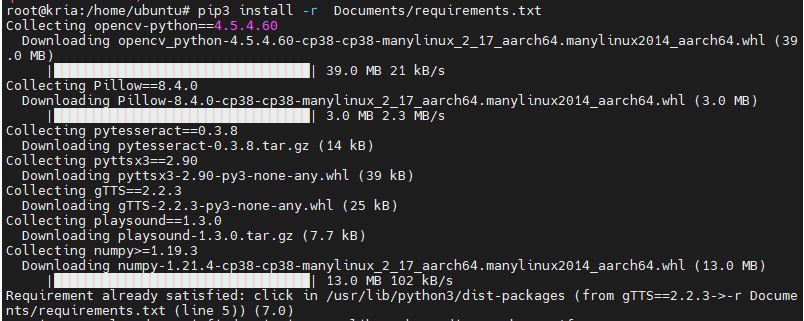 root@kria:/home/ubuntu# pip3 install -r  Documents/requirements.txt
Collecting opencv-python==4.5.4.60
  Downloading opencv_python-4.5.4.60-cp38-cp38-manylinux_2_17_aarch64.manylinux2014_aarch64.whl (39
.0 MB)
     |████████████████████████████████| 39.0 MB 21 kB/s
Collecting Pillow==8.4.0
  Downloading Pillow-8.4.0-cp38-cp38-manylinux_2_17_aarch64.manylinux2014_aarch64.whl (3.0 MB)
     |████████████████████████████████| 3.0 MB 2.3 MB/s
Collecting pytesseract==0.3.8
  Downloading pytesseract-0.3.8.tar.gz (14 kB)
Collecting pyttsx3==2.90
  Downloading pyttsx3-2.90-py3-none-any.whl (39 kB)
Collecting gTTS==2.2.3
  Downloading gTTS-2.2.3-py3-none-any.whl (25 kB)
Collecting playsound==1.3.0
  Downloading playsound-1.3.0.tar.gz (7.7 kB)
Collecting numpy>=1.19.3
  Downloading numpy-1.21.4-cp38-cp38-manylinux_2_17_aarch64.manylinux2014_aarch64.whl (13.0 MB)
     |████████████████████████████████| 13.0 MB 102 kB/s
Requirement already satisfied: click in /usr/lib/python3/dist-packages (from gTTS==2.2.3->-r Docume
nts/requirements.txt (line 5)) (7.0)